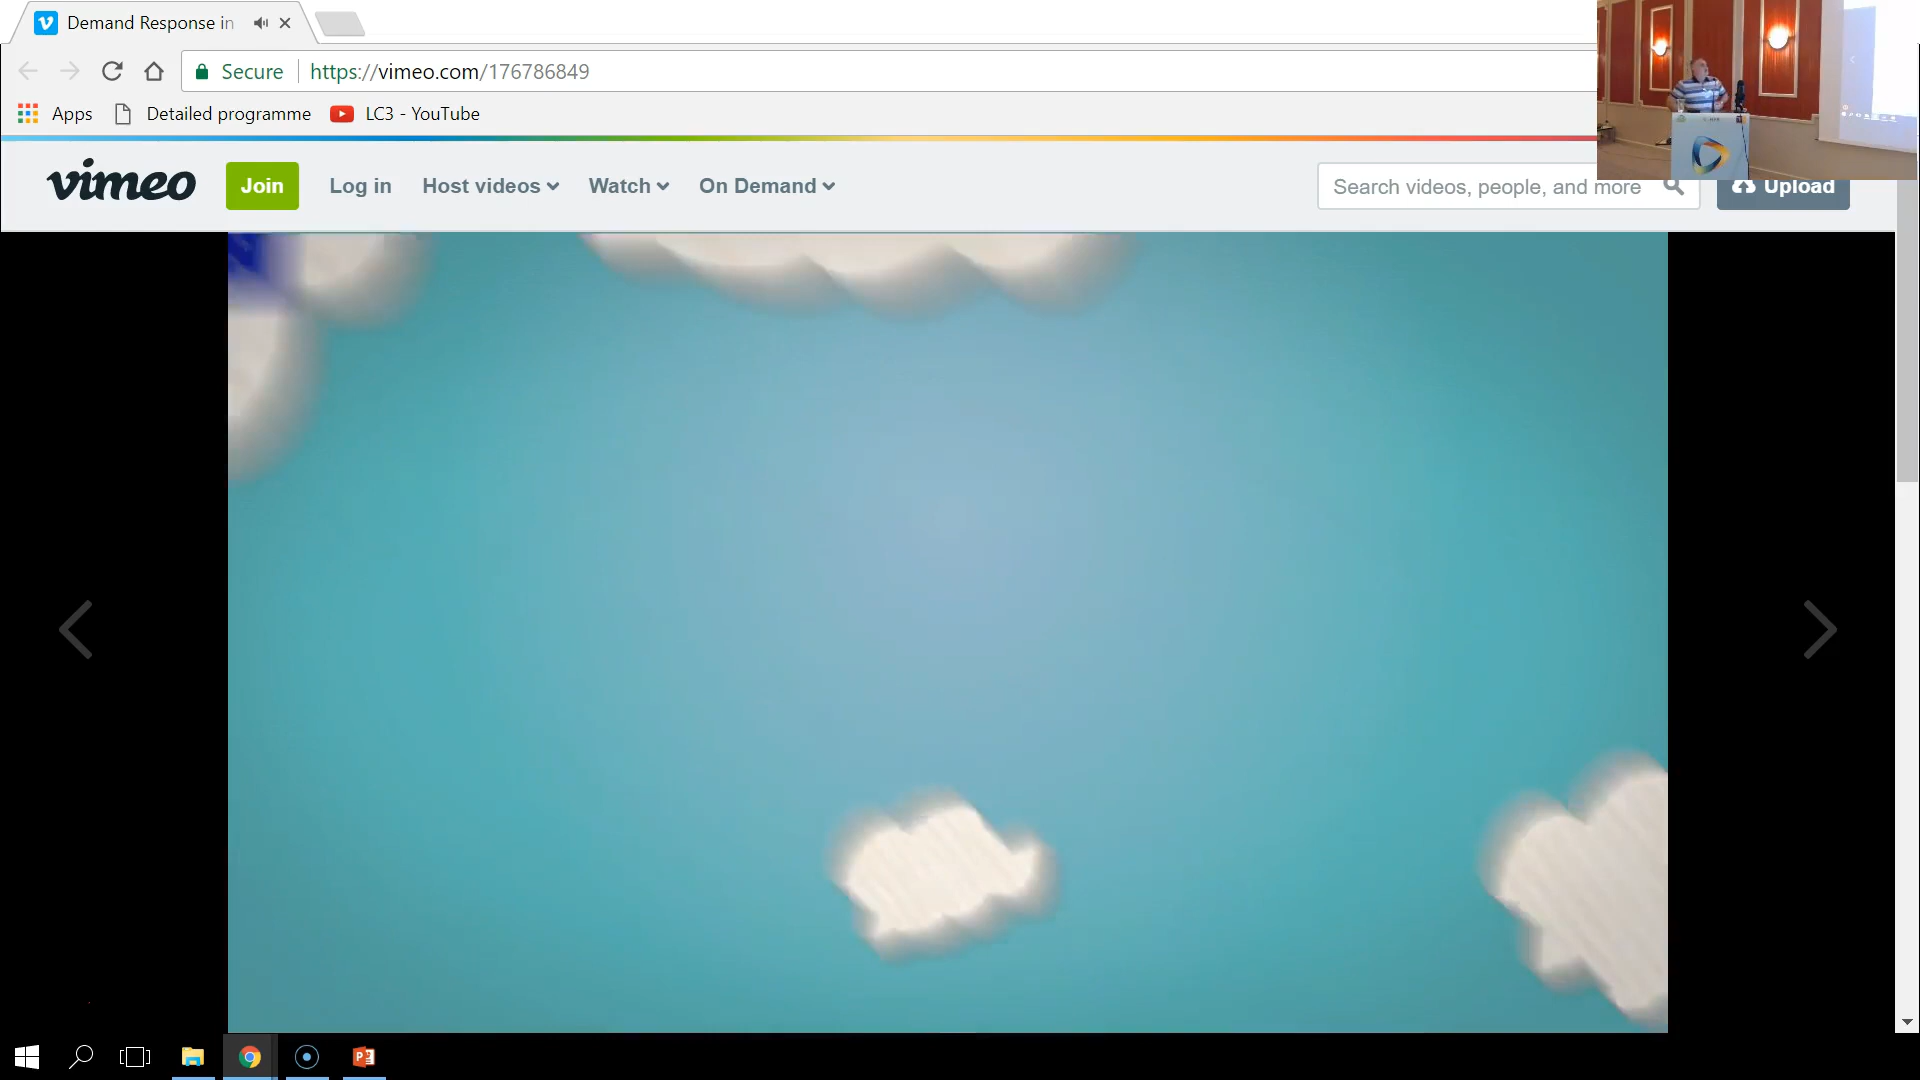 Demand Response in
Secure https://vimeo.com/176786849
Apps Detailed programme LC3 - YouTube
vimeo Join Log in Host videos Watch On Demand Search videos, people, and more Upload